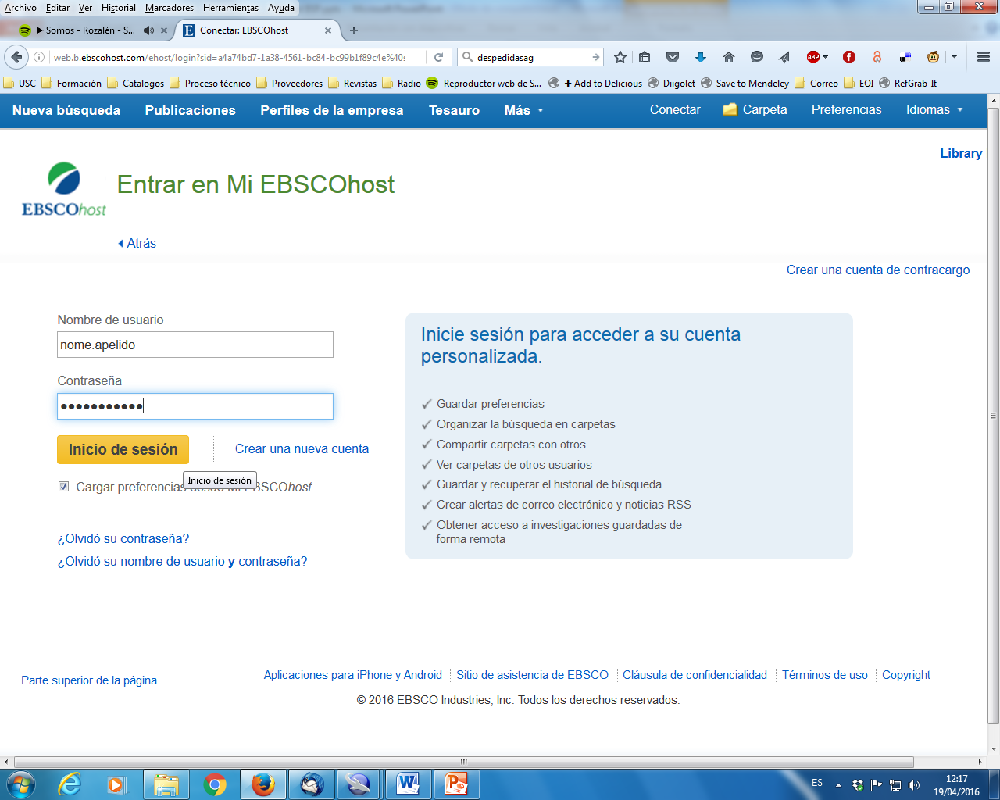 Archivo Editar Ver Historial Marcadores Herramientas Ayuda
Somos - Rozalén - S...
Conectar: EBSCOhost
web.b.ebscohost.com/ehost/login?sid=a4a74bd7-1a38-4561-bc84-bc99b1f89c4e%40s
despedidasag
ABP
USC Formación Catalogos Proceso técnico Proveedores Revistas Radio Reproductor web de S... + Add to Delicious Diigolet Save to Mendeley Correo EOI RefGrab-It
Nueva búsqueda Publicaciones Perfiles de la empresa Tesauro Más Conectar Carpeta Preferencias Idiomas
Library
EBSCOhost
Entrar en Mi EBSCOhost
Atrás
Crear una cuenta de contracargo
Nombre de usuario
nome.apelido
Contraseña
Inicio de sesión
Crear una nueva cuenta
Inicio de sesión
Cargar preferencias desde Mi EBSCOhost
¿Olvidó su contraseña?
¿Olvidó su nombre de usuario y contraseña?
Inicie sesión para acceder a su cuenta
personalizada.
Guardar preferencias
Organizar la búsqueda en carpetas
Compartir carpetas con otros
Ver carpetas de otros usuarios
Guardar y recuperar el historial de búsqueda
Crear alertas de correo electrónico y noticias RSS
Obtener acceso a investigaciones guardadas de
forma remota
Parte superior de la página
Aplicaciones para iPhone y Android Sitio de asistencia de EBSCO Cláusula de confidencialidad Términos de uso Copyright
© 2016 EBSCO Industries, Inc. Todos los derechos reservados.
ES
12:17
19/04/2016